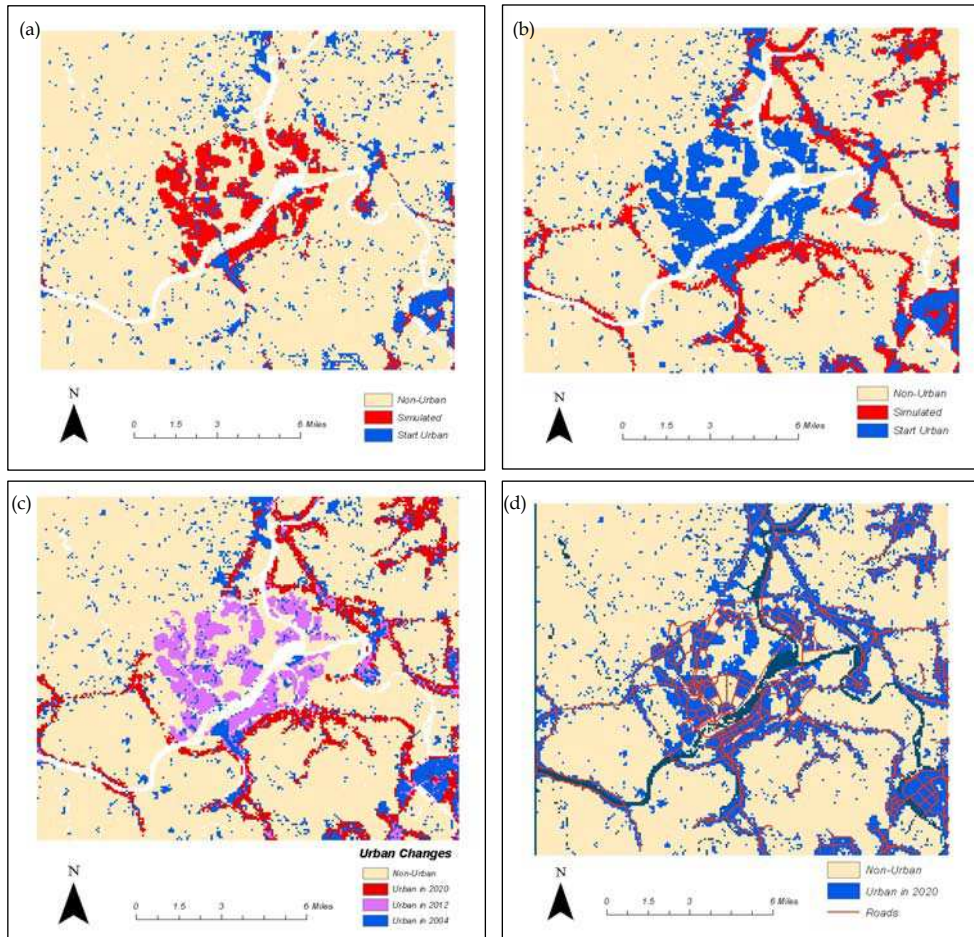 (a)
N
0 1.5 3 6 Miles
Non-Urban
Simulated
Start Urban
(b)
N
0 1.5 3 6 Miles
Non-Urban
Simulated
Start Urban
(c)
N
0 1.5 3 6 Miles
Urban Changes
Non-Urban
Urban in 2020
Urban in 2012
Urban in 2004
(d)
N
0 1.5 3 6 Miles
Non-Urban
Urban in 2020
Roads